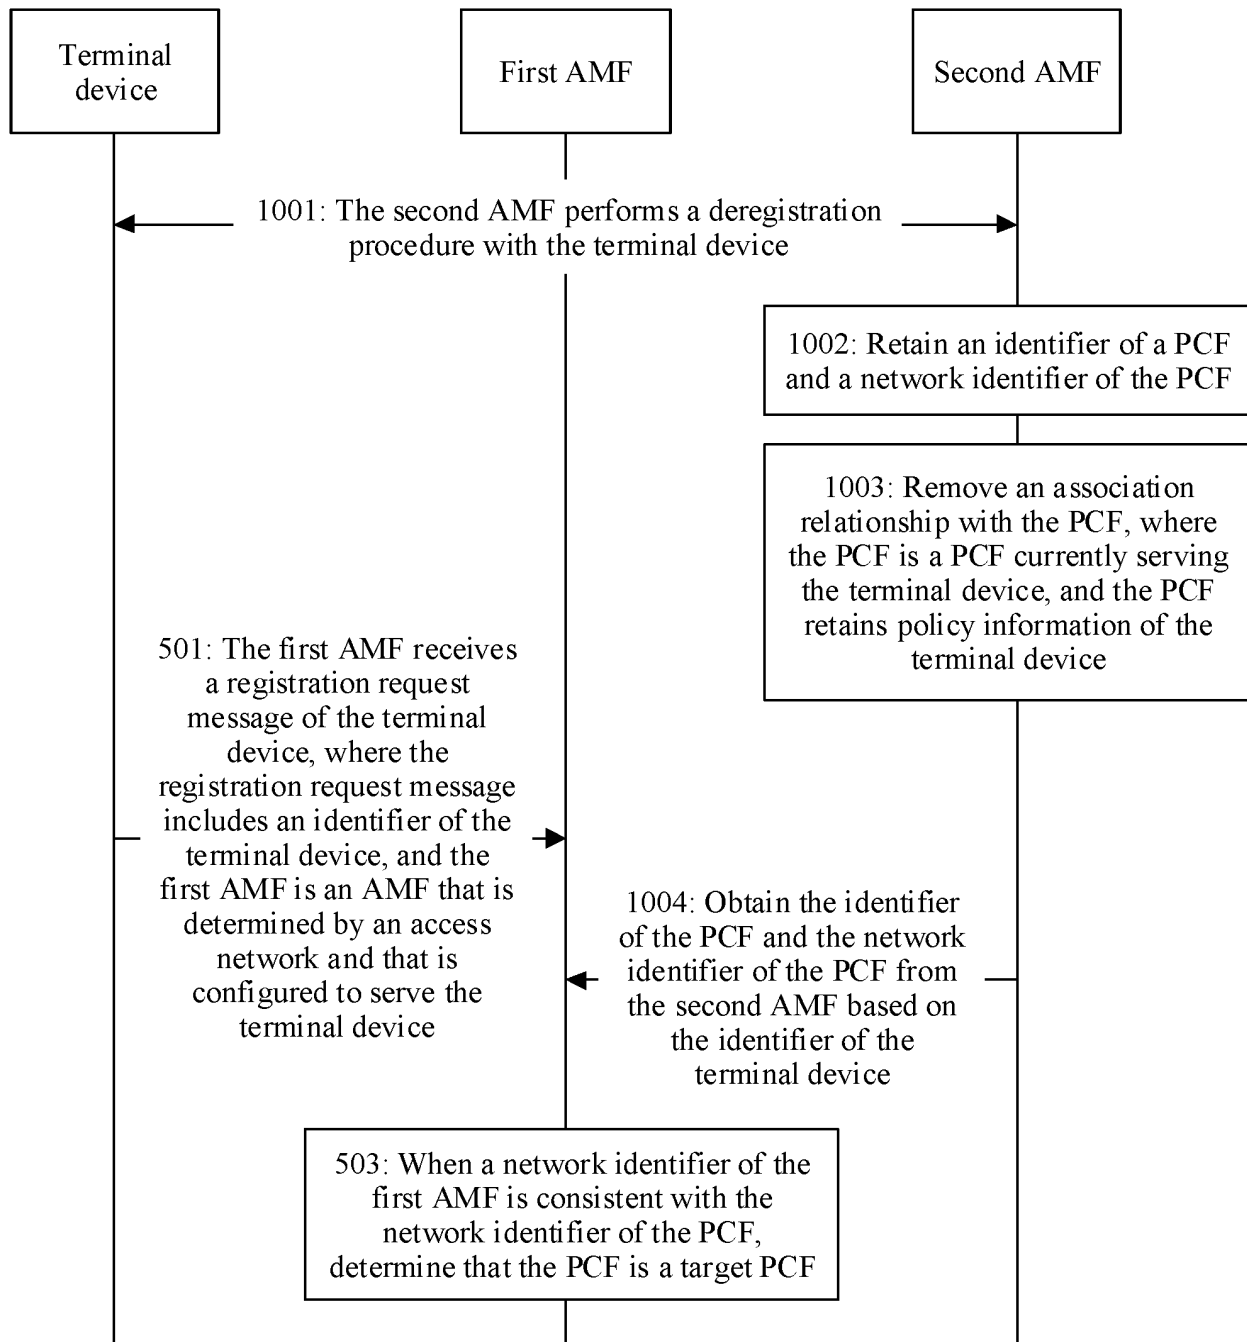 Terminal
device
First AMF
Second AMF
1001: The second AMF performs a deregistration
procedure with the terminal device
1002: Retain an identifier of a PCF
and a network identifier of the PCF
1003: Remove an association
relationship with the PCF, where
the PCF is a PCF currently serving
the terminal device, and the PCF
retains policy information of the
terminal device
501: The first AMF receives
a registration request
message of the terminal
device, where the
registration request message
includes an identifier of the
terminal device, and the
first AMF is an AMF that is
determined by an access
network and that is
configured to serve the
terminal device
1004: Obtain the identifier
of the PCF and the network
identifier of the PCF from
the second AMF based on
the identifier of the
terminal device
503: When a network identifier of the
first AMF is consistent with the
network identifier of the PCF,
determine that the PCF is a target PCF